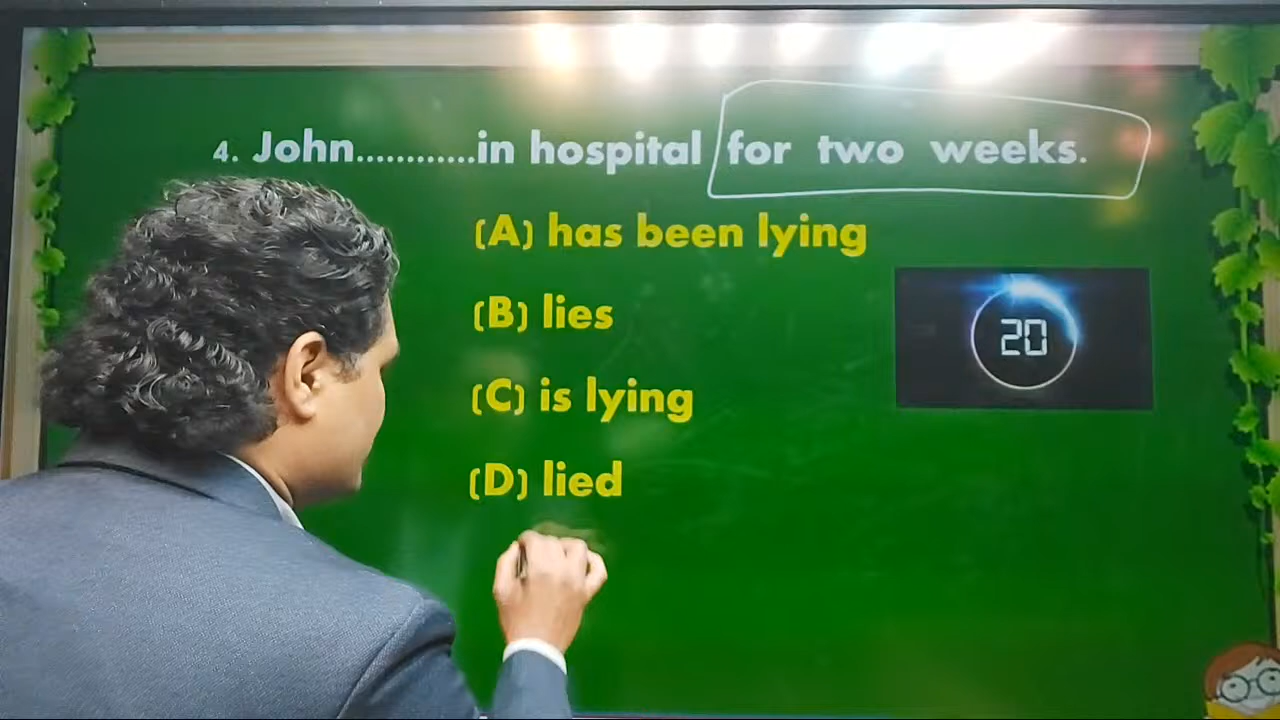 4. John............in hospital for two weeks.
(A) has been lying
(B) lies
20
(C) is lying
(D) lied